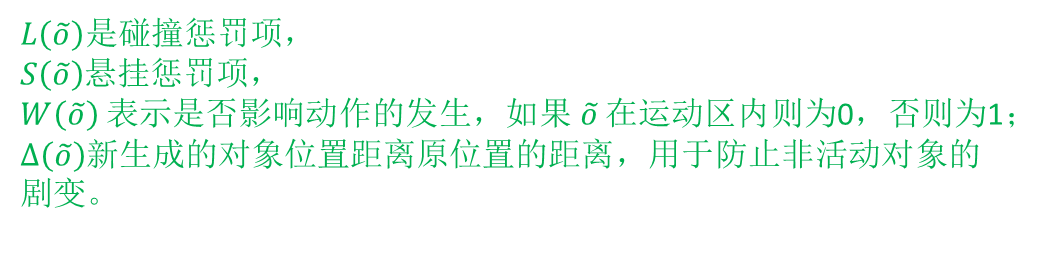 L(õ)是碰撞惩罚项，
S(õ)悬挂惩罚项，
W(õ) 表示是否影响动作的发生，如果 õ 在运动区内则为0，否则为1；
Δ(õ)新生成的对象位置距离原位置的距离，用于防止非活动对象的
剧变。